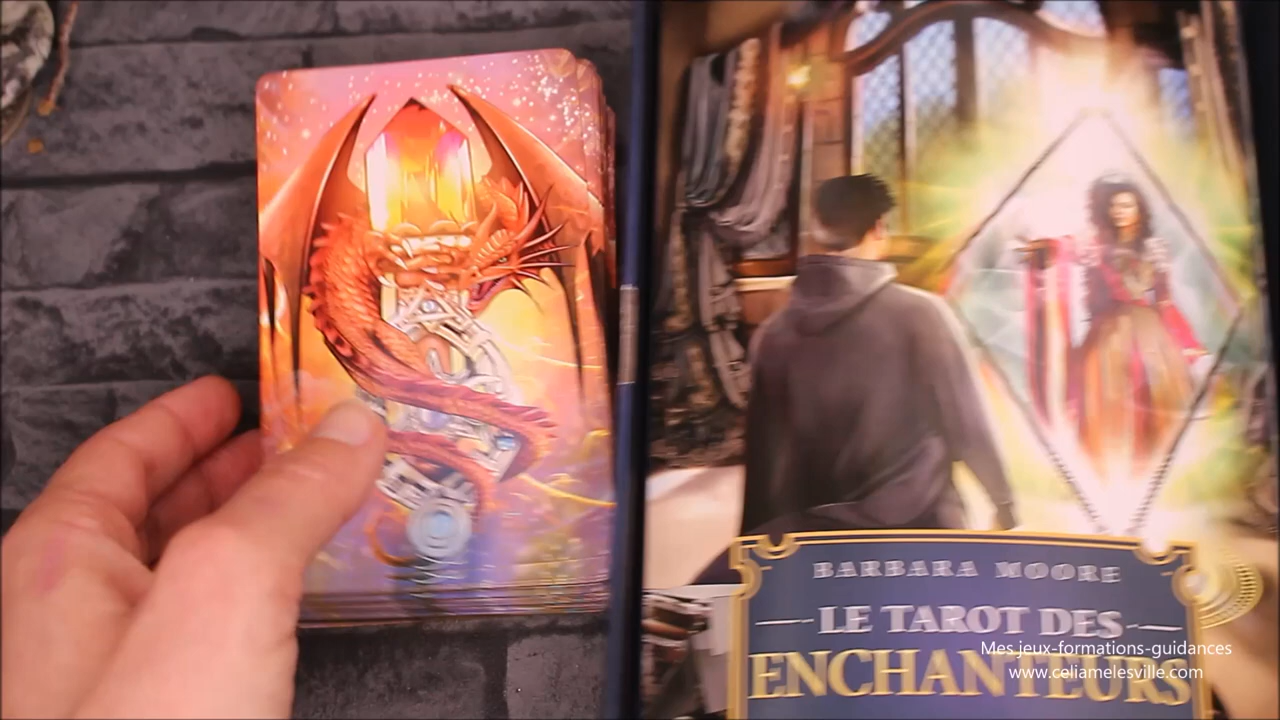 BARBARA MOORE
LE TAROT DES
ENCHANTEURS
Mes jeux-formations-guidances
www.celiamelesville.com